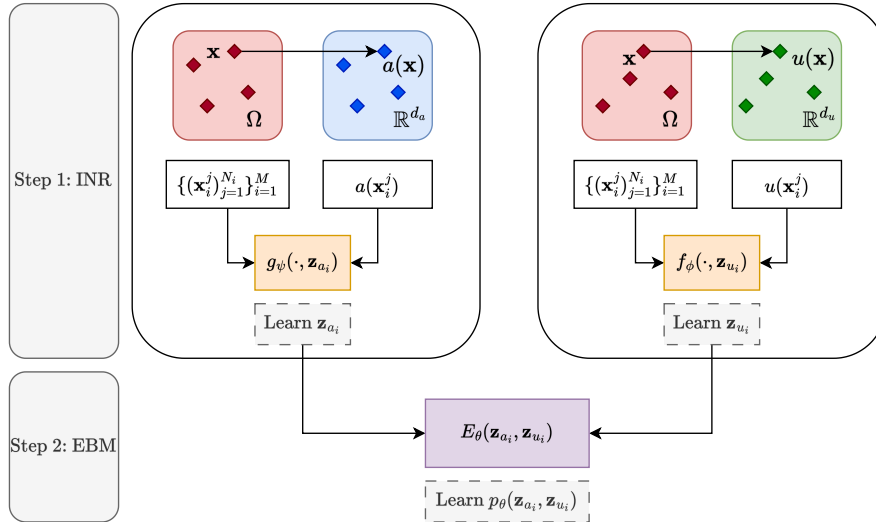 Step 1: INR
x
a(x)
Ω
ℝ^{d_a}
{(x_i^j)_{j=1}^{N_i}}_{i=1}^M
a(x_i^j)
g_ψ(·, z_{a_i})
Learn z_{a_i}
x
u(x)
Ω
ℝ^{d_u}
{(x_i^j)_{j=1}^{N_i}}_{i=1}^M
u(x_i^j)
f_ϕ(·, z_{u_i})
Learn z_{u_i}
Step 2: EBM
E_θ(z_{a_i}, z_{u_i})
Learn p_θ(z_{a_i}, z_{u_i})